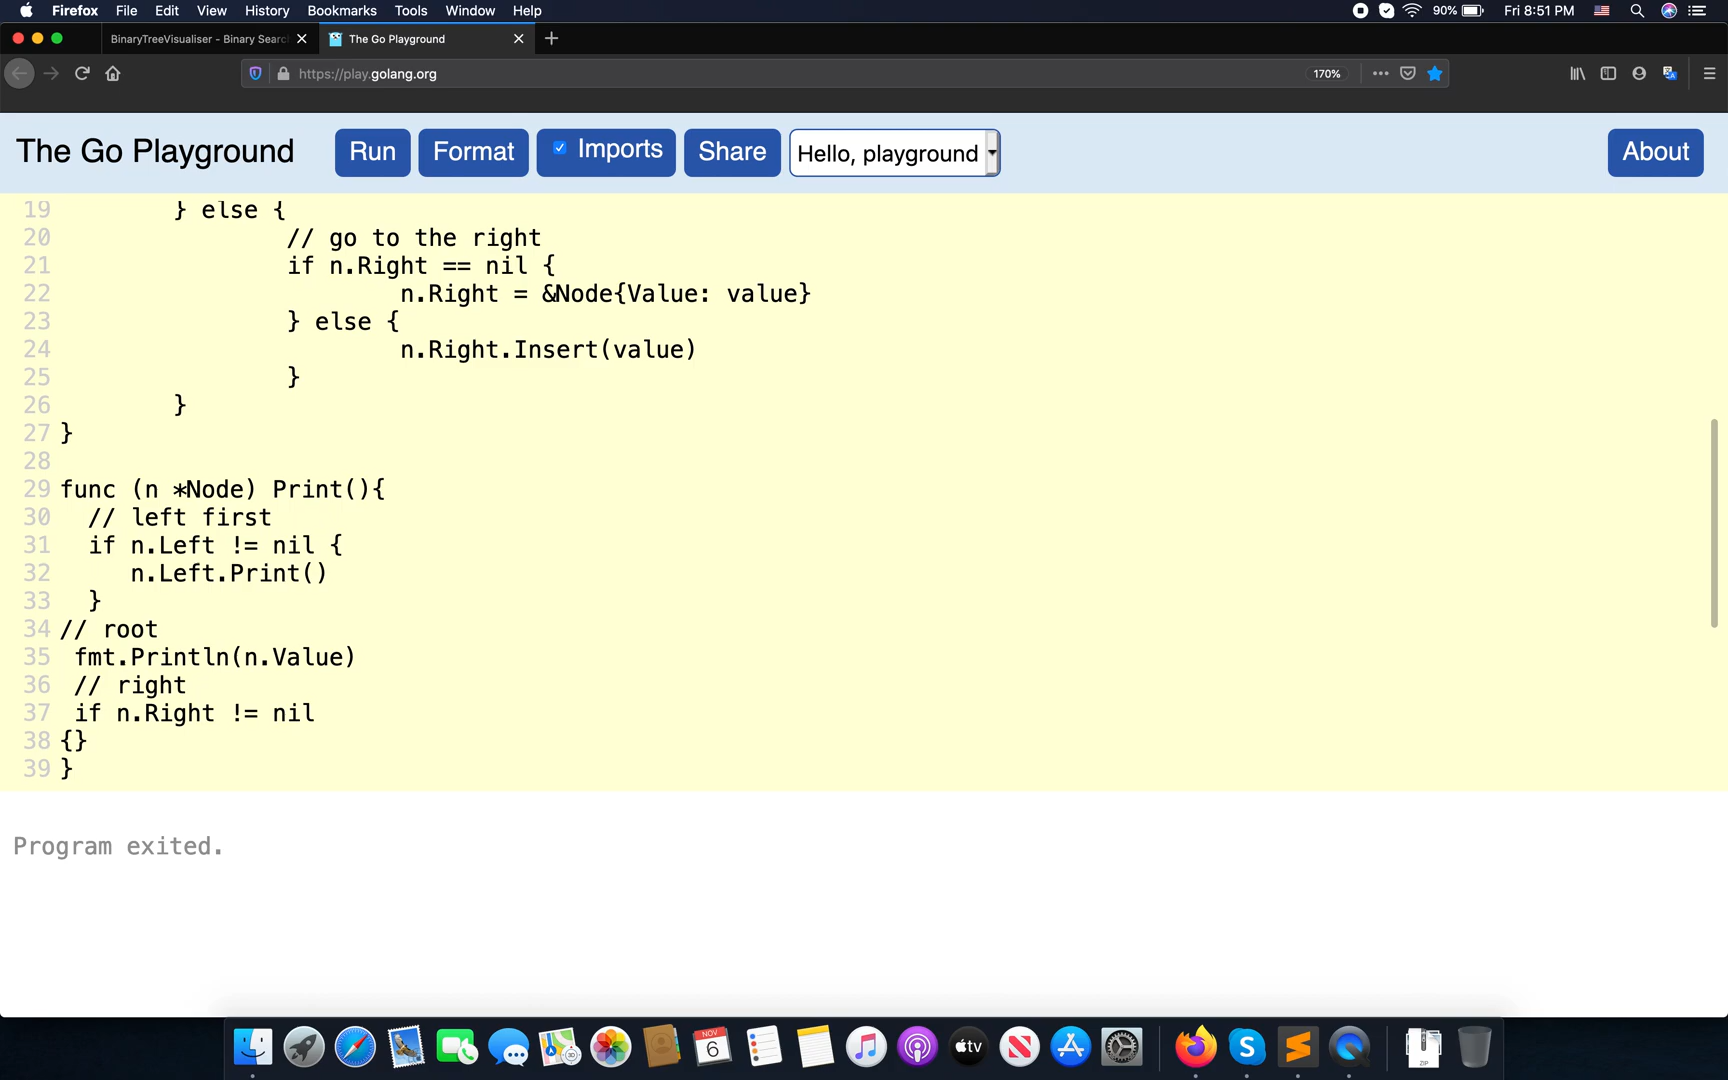 Firefox File Edit View History Bookmarks Tools Window Help 90% Fri 8:51 PM
BinaryTreeVisualiser - Binary Searc The Go Playground
https://play.golang.org 170%
The Go Playground Run Format Imports Share Hello, playground About
19 } else {
20 // go to the right
21 if n.Right == nil {
22 n.Right = &Node{Value: value}
23 } else {
24 n.Right.Insert(value)
25 }
26 }
27 }
28
29 func (n *Node) Print(){
30 // left first
31 if n.Left != nil {
32 n.Left.Print()
33 }
34 // root
35 fmt.Println(n.Value)
36 // right
37 if n.Right != nil
38 {}
39 }
Program exited.
NOV
6
tv
S
ZIP